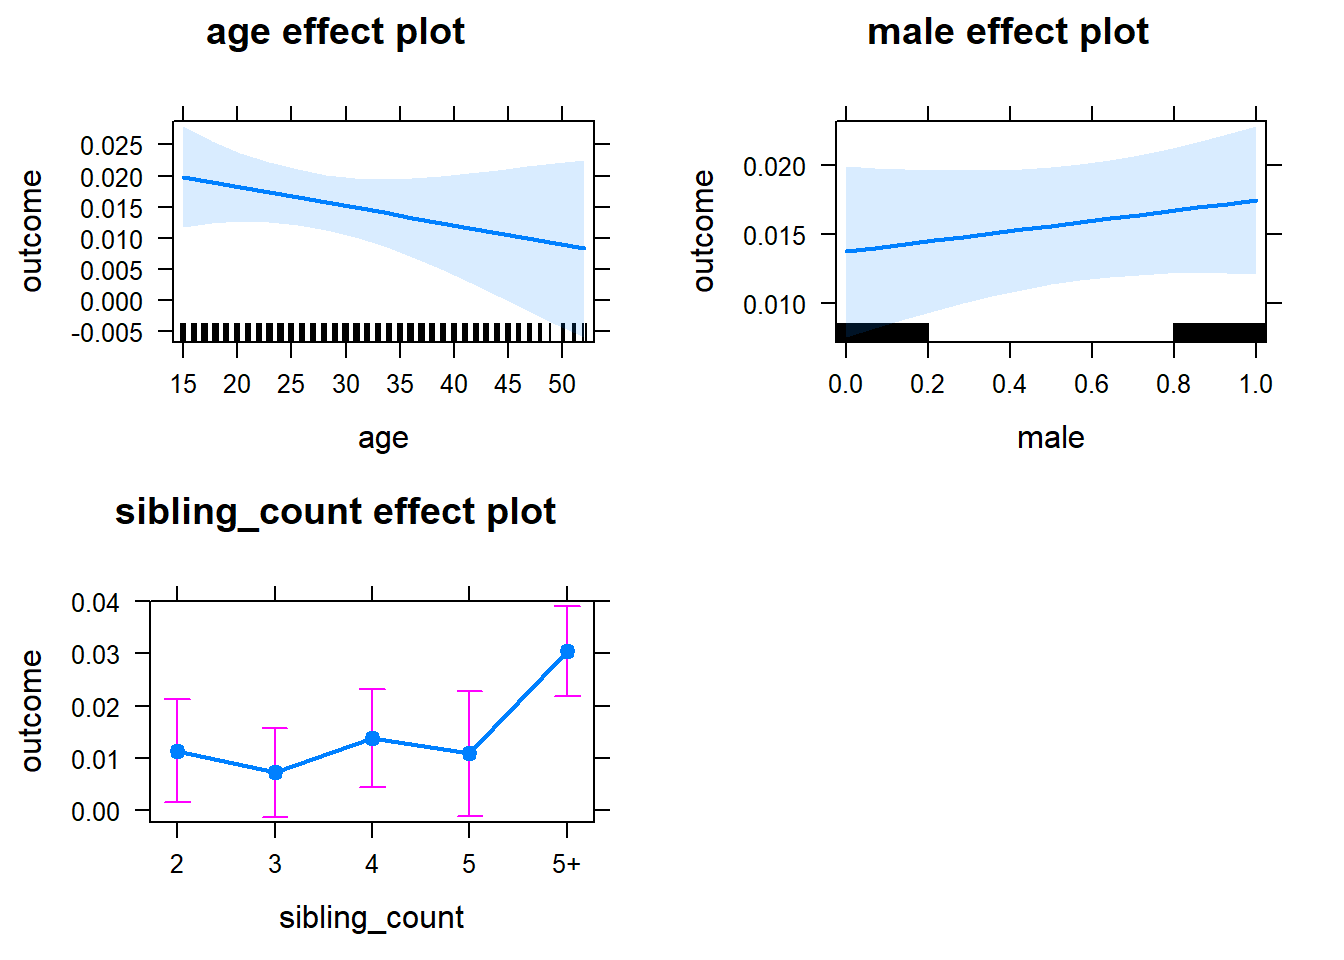 age effect plot
outcome
0.025
0.020
0.015
0.010
0.005
0.000
-0.005
15 20 25 30 35 40 45 50
age
male effect plot
outcome
0.020
0.015
0.010
0.0 0.2 0.4 0.6 0.8 1.0
male
sibling_count effect plot
outcome
0.04
0.03
0.02
0.01
0.00
2 3 4 5 5+
sibling_count